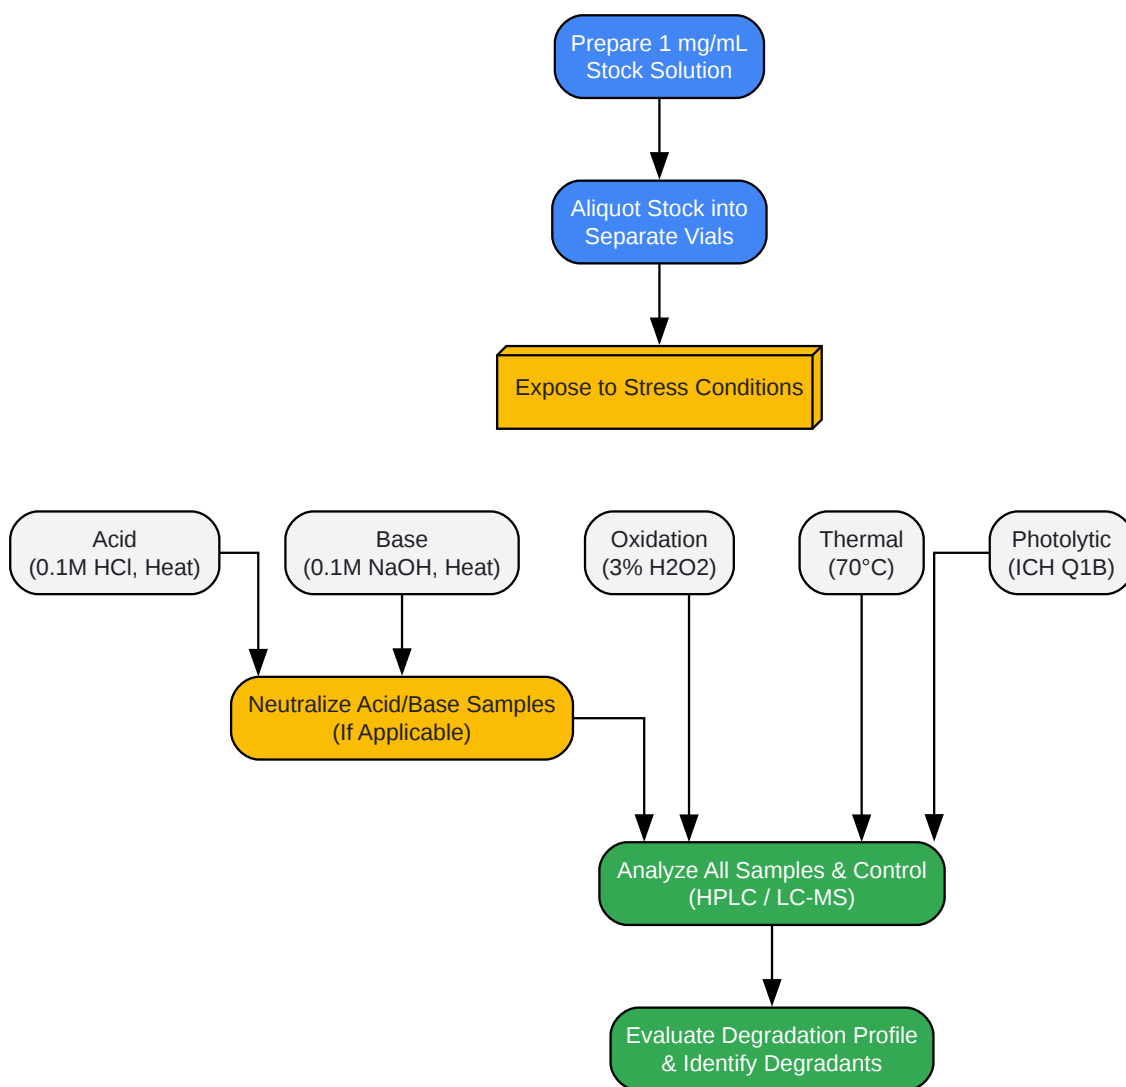 Prepare 1 mg/mL
Stock Solution
Aliquot Stock into
Separate Vials
Expose to Stress Conditions
Acid
(0.1M HCl, Heat)
Base
(0.1M NaOH, Heat)
Oxidation
(3% H2O2)
Thermal
(70°C)
Photolytic
(ICH Q1B)
Neutralize Acid/Base Samples
(If Applicable)
Analyze All Samples & Control
(HPLC / LC-MS)
Evaluate Degradation Profile
& Identify Degradants